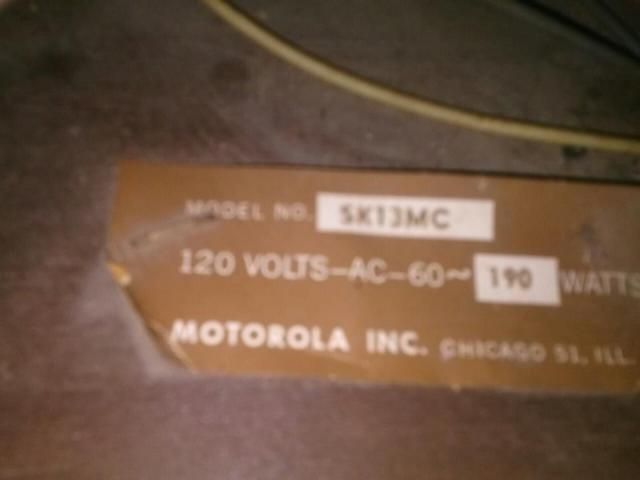 MODEL NO. SK13MC
120 VOLTS-AC-60~ 190 WATTS
MOTOROLA INC. CHICAGO 51, ILL.